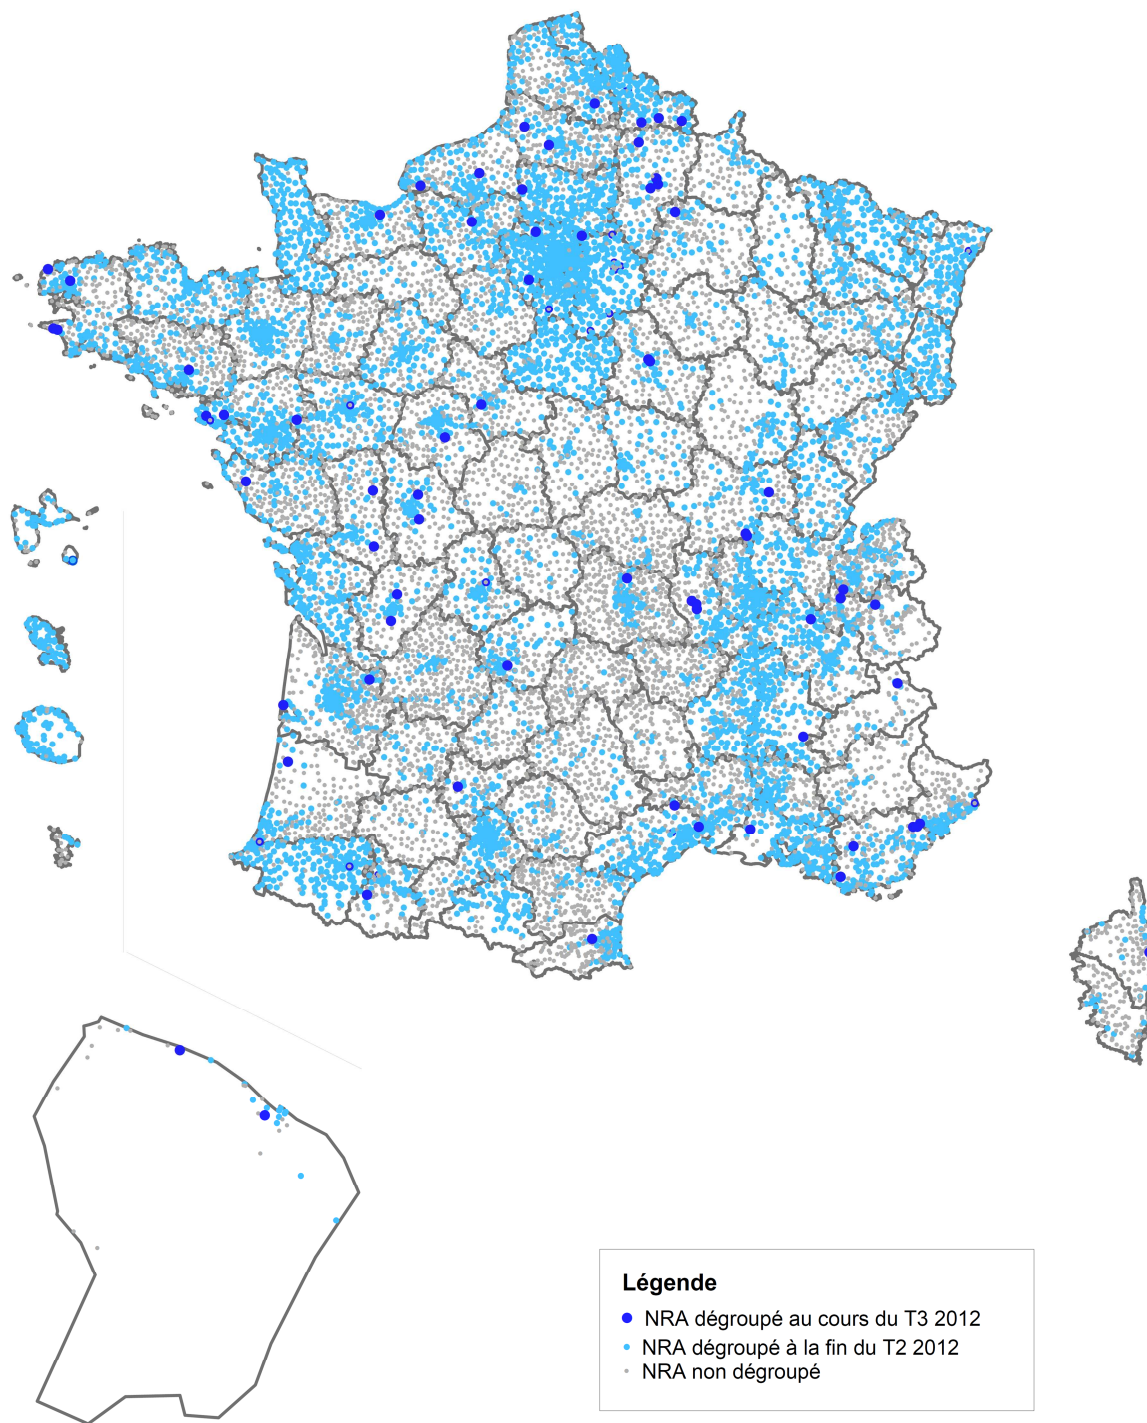 Légende
NRA dégroupé au cours du T3 2012
NRA dégroupé à la fin du T2 2012
NRA non dégroupé